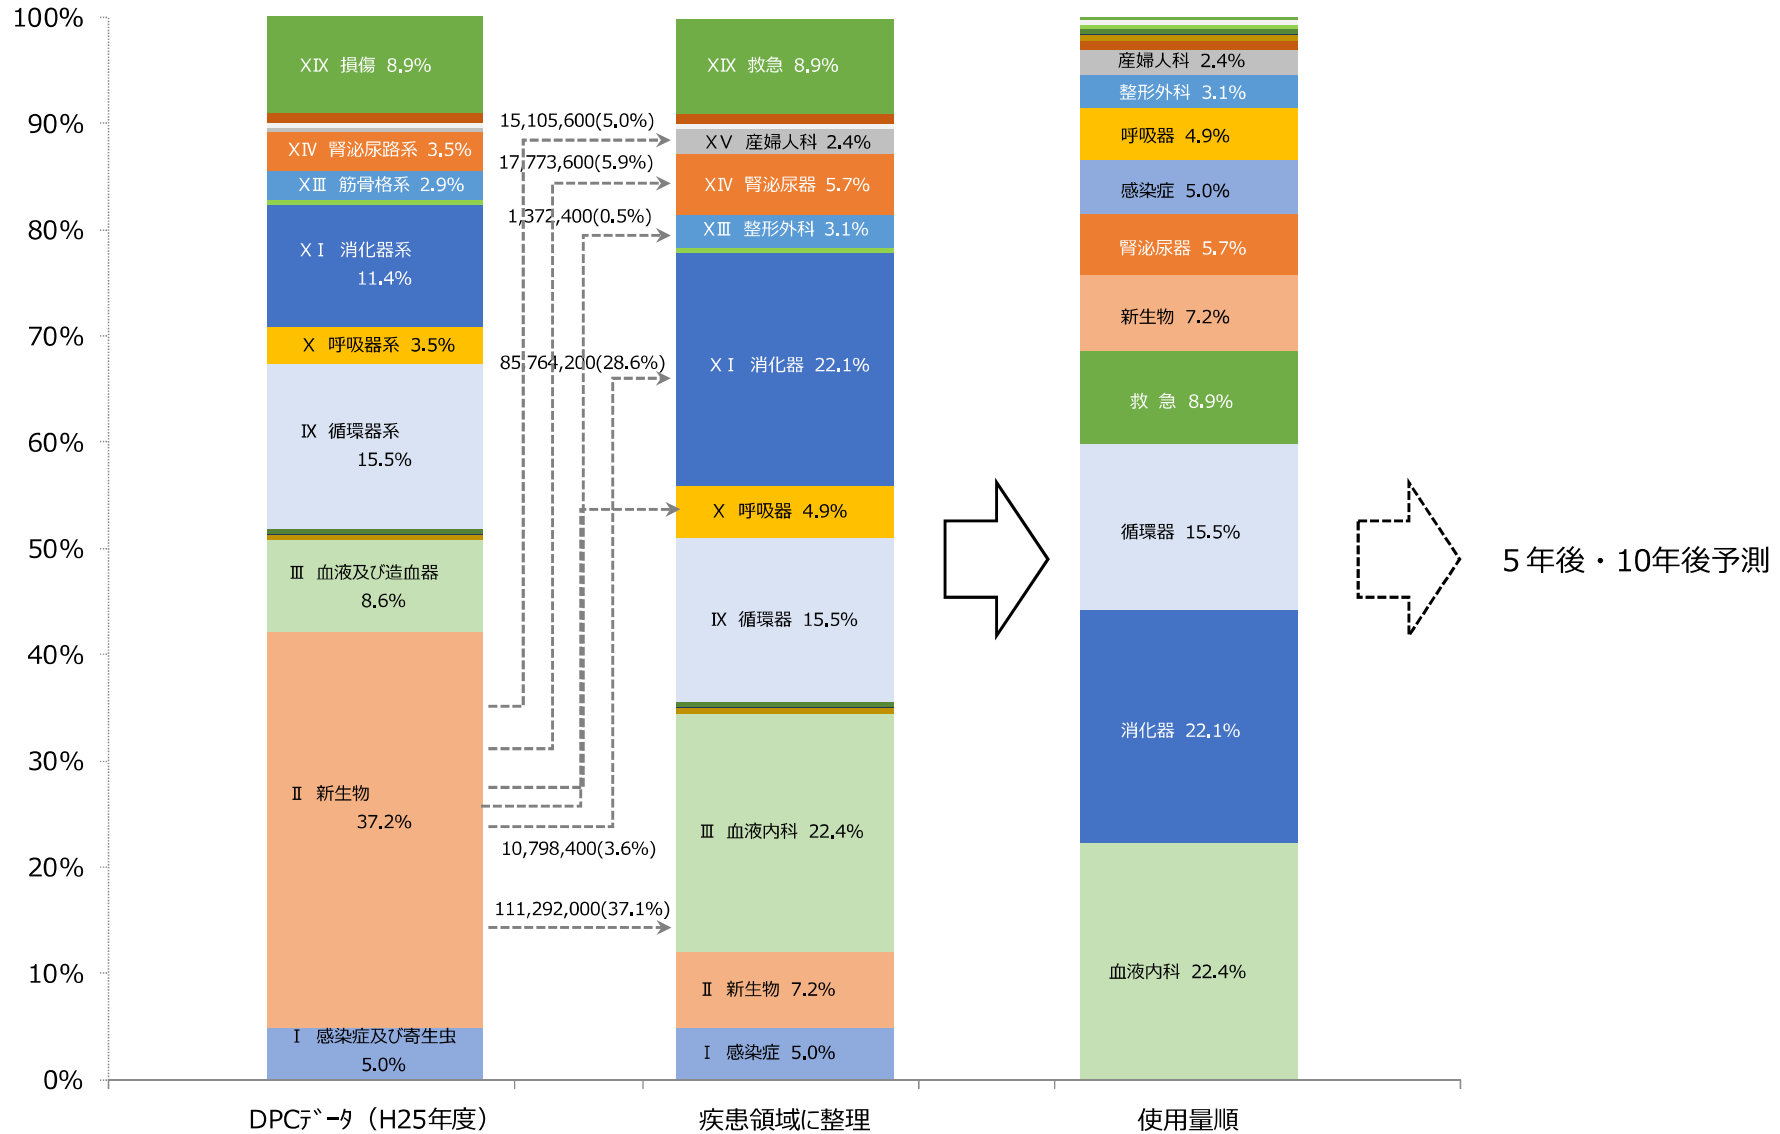 100%
90%
80%
70%
60%
50%
40%
30%
20%
10%
0%
XIX 損傷 8.9%
XIV 腎泌尿路系 3.5%
XⅢ 筋骨格系 2.9%
XⅠ 消化器系
11.4%
X 呼吸器系 3.5%
Ⅸ 循環器系
15.5%
Ⅲ 血液及び造血器
8.6%
Ⅱ 新生物
37.2%
Ⅰ 感染症及び寄生虫
5.0%
DPCデータ（H25年度）
15,105,600(5.0%)
17,773,600(5.9%)
1,372,400(0.5%)
85,764,200(28.6%)
10,798,400(3.6%)
111,292,000(37.1%)
XIX 救急 8.9%
XV 産婦人科 2.4%
XIV 腎泌尿器 5.7%
XⅢ 整形外科 3.1%
XⅠ 消化器 22.1%
X 呼吸器 4.9%
Ⅸ 循環器 15.5%
Ⅲ 血液内科 22.4%
Ⅱ 新生物 7.2%
Ⅰ 感染症 5.0%
疾患領域に整理
産婦人科 2.4%
整形外科 3.1%
呼吸器 4.9%
感染症 5.0%
腎泌尿器 5.7%
新生物 7.2%
救 急 8.9%
循環器 15.5%
消化器 22.1%
血液内科 22.4%
使用量順
５年後・10年後予測